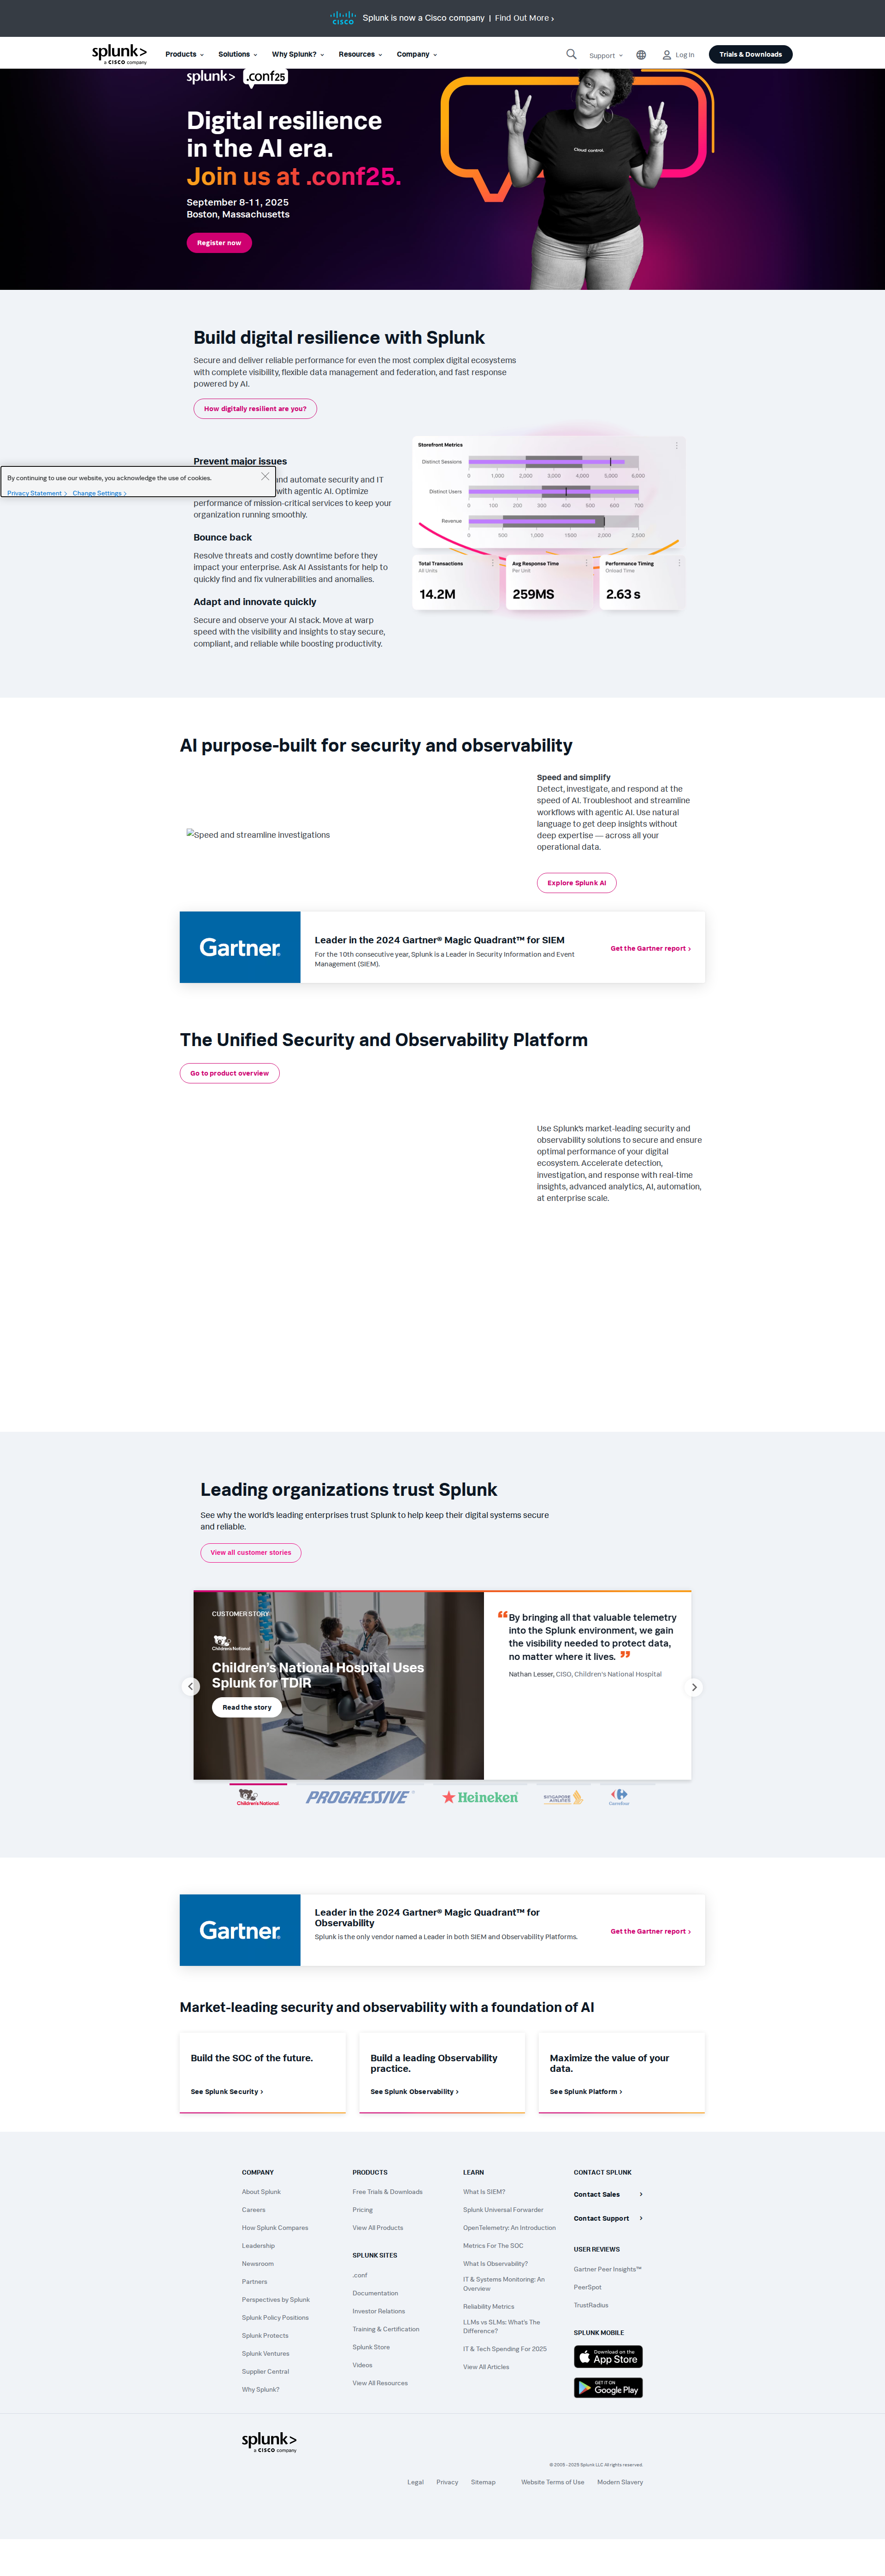 CISCO
Splunk is now a Cisco company | Find Out More ›
splunk>
a CISCO company
Products
Solutions
Why Splunk?
Resources
Company
Support
Log In
Trials & Downloads
splunk> .conf25
Digital resilience
in the AI era.
Join us at .conf25.
September 8-11, 2025
Boston, Massachusetts
Register now
Cloud control.
Build digital resilience with Splunk
Secure and deliver reliable performance for even the most complex digital ecosystems
with complete visibility, flexible data management and federation, and fast response
powered by AI.
How digitally resilient are you?
Prevent major issues
and automate security and IT
with agentic AI. Optimize
performance of mission-critical services to keep your
organization running smoothly.
By continuing to use our website, you acknowledge the use of cookies.
Privacy Statement > Change Settings >
Bounce back
Resolve threats and costly downtime before they
impact your enterprise. Ask AI Assistants for help to
quickly find and fix vulnerabilities and anomalies.
Adapt and innovate quickly
Secure and observe your AI stack. Move at warp
speed with the visibility and insights to stay secure,
compliant, and reliable while boosting productivity.
Storefront Metrics
Distinct Sessions
0 1,000 2,000 3,000 4,000 5,000 6,000
Distinct Users
0 100 200 300 400 500 600 700
Revenue
0 500 1,000 1500 2,000 2,500
Total Transactions
All Units
14.2M
Avg Response Time
Per Unit
259MS
Performance Timing
Onload Time
2.63 s
AI purpose-built for security and observability
Speed and streamline investigations
Speed and simplify
Detect, investigate, and respond at the
speed of AI. Troubleshoot and streamline
workflows with agentic AI. Use natural
language to get deep insights without
deep expertise — across all your
operational data.
Explore Splunk AI
Gartner®
Leader in the 2024 Gartner® Magic Quadrant™ for SIEM
For the 10th consecutive year, Splunk is a Leader in Security Information and Event
Management (SIEM).
Get the Gartner report ›
The Unified Security and Observability Platform
Go to product overview
Use Splunk's market-leading security and
observability solutions to secure and ensure
optimal performance of your digital
ecosystem. Accelerate detection,
investigation, and response with real-time
insights, advanced analytics, AI, automation,
at enterprise scale.
Leading organizations trust Splunk
See why the world's leading enterprises trust Splunk to help keep their digital systems secure
and reliable.
View all customer stories
CUSTOMER STORY
Children's National.
Children's National Hospital Uses
Splunk for TDIR
Read the story
“By bringing all that valuable telemetry
into the Splunk environment, we gain
the visibility needed to protect data,
no matter where it lives. ”
Nathan Lesser, CISO, Children's National Hospital
Children's National.
PROGRESSIVE®
Heineken®
SINGAPORE AIRLINES
Carrefour
Gartner®
Leader in the 2024 Gartner® Magic Quadrant™ for
Observability
Splunk is the only vendor named a Leader in both SIEM and Observability Platforms.
Get the Gartner report ›
Market-leading security and observability with a foundation of AI
Build the SOC of the future.
See Splunk Security ›
Build a leading Observability
practice.
See Splunk Observability ›
Maximize the value of your
data.
See Splunk Platform ›
COMPANY
About Splunk
Careers
How Splunk Compares
Leadership
Newsroom
Partners
Perspectives by Splunk
Splunk Policy Positions
Splunk Protects
Splunk Ventures
Supplier Central
Why Splunk?
PRODUCTS
Free Trials & Downloads
Pricing
View All Products
SPLUNK SITES
.conf
Documentation
Investor Relations
Training & Certification
Splunk Store
Videos
View All Resources
LEARN
What Is SIEM?
Splunk Universal Forwarder
OpenTelemetry: An Introduction
Metrics For The SOC
What Is Observability?
IT & Systems Monitoring: An
Overview
Reliability Metrics
LLMs vs SLMs: What's The
Difference?
IT & Tech Spending For 2025
View All Articles
CONTACT SPLUNK
Contact Sales ›
Contact Support ›
USER REVIEWS
Gartner Peer Insights™
PeerSpot
TrustRadius
SPLUNK MOBILE
Download on the
App Store
GET IT ON
Google Play
splunk>
a CISCO company
© 2005 - 2025 Splunk LLC All rights reserved.
Legal
Privacy
Sitemap
Website Terms of Use
Modern Slavery